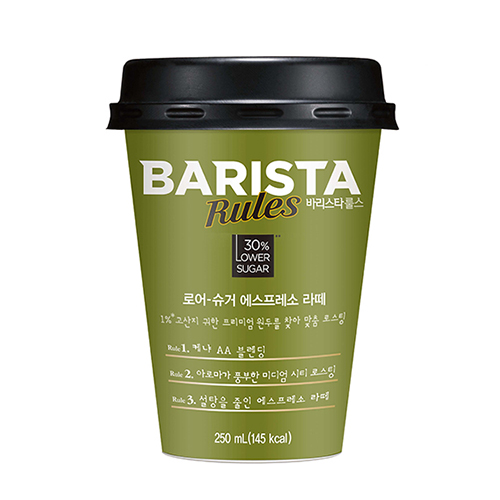 BARISTA
Rules 바리스타룰스
30%
LOWER
SUGAR**
로어-슈거 에스프레소 라떼
1%* 고산지 귀한 프리미엄 원두를 찾아 맞춤 로스팅
Rule 1. 케냐 AA 블렌딩
Rule 2. 아로마가 풍부한 미디엄 시티 로스팅
Rule 3. 설탕을 줄인 에스프레소 라떼
250 mL(145 kcal)